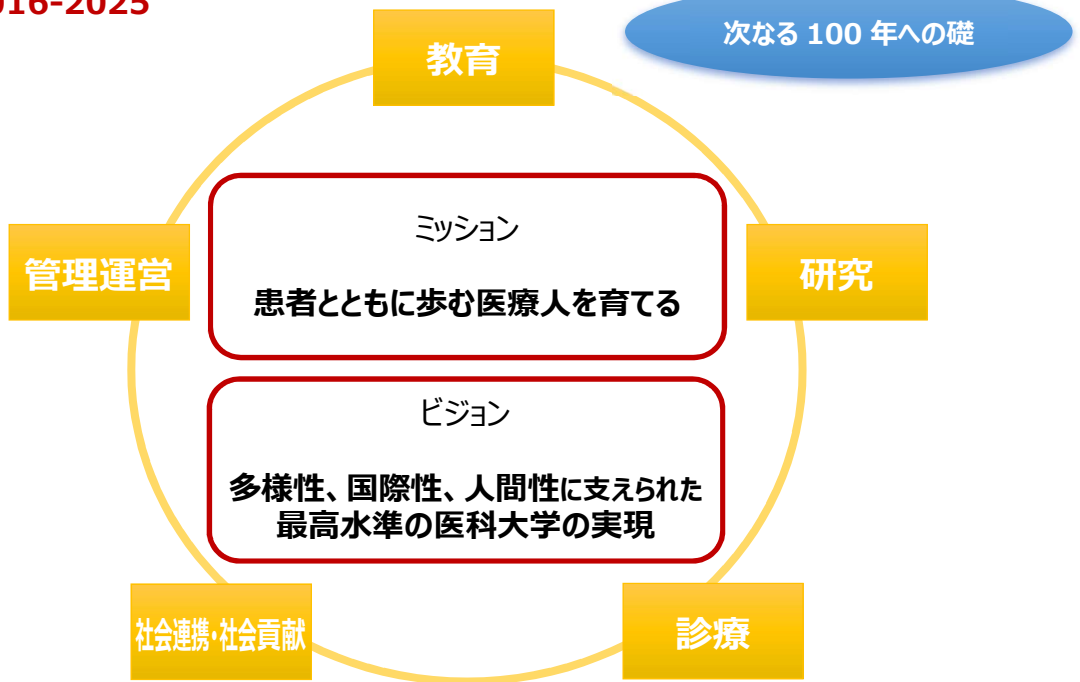 016-2025
次なる 100 年への礎
教育
管理運営
研究
ミッション
患者とともに歩む医療人を育てる
ビジョン
多様性、国際性、人間性に支えられた
最高水準の医科大学の実現
社会連携・社会貢献
診療